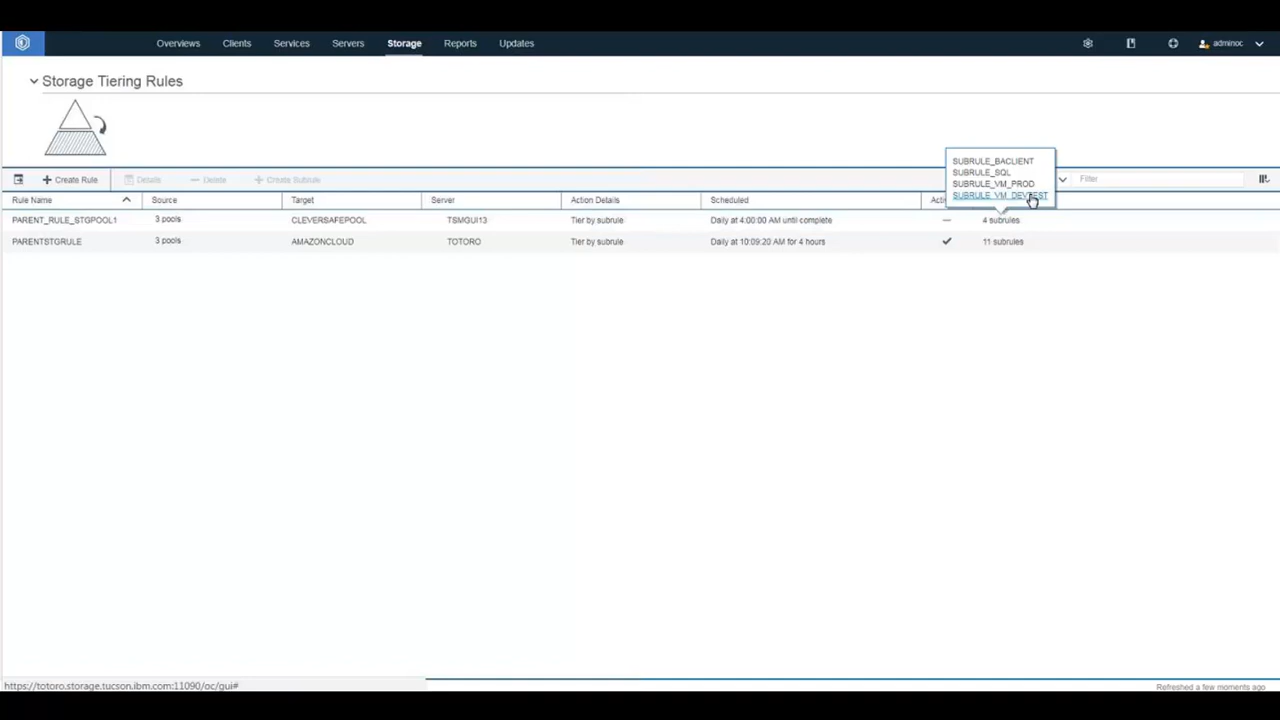 Overviews Clients Services Servers Storage Reports Updates adminoc
Storage Tiering Rules
SUBRULE_BACLIENT
SUBRULE_SQL
SUBRULE_VM_PROD
SUBRULE_VM_DEVTEST
Create Rule Details Delete Create Subrule Filter
Rule Name Source Target Server Action Details Scheduled
PARENT_RULE_STGPOOL1 3 pools CLEVERSAFEPOOL TSMGUI13 Tier by subrule Daily at 4:00:00 AM until complete — 4 subrules
PARENTSTGRULE 3 pools AMAZONCLOUD TOTORO Tier by subrule Daily at 10:09:20 AM for 4 hours 11 subrules
https://totoro.storage.tucson.ibm.com:11090/oc/gui#
Refreshed a few moments ago